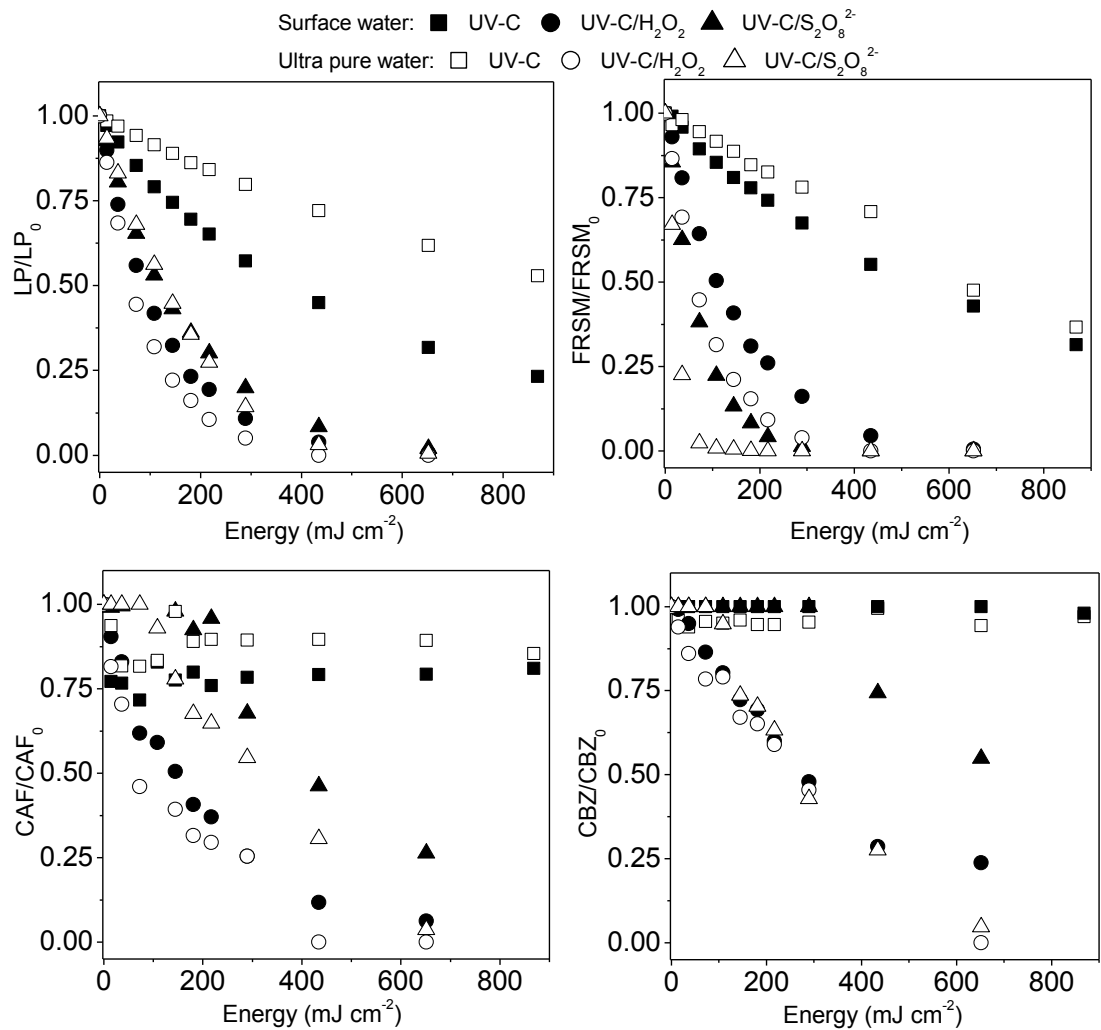 Surface water: ■ UV-C ● UV-C/H₂O₂ ▲ UV-C/S₂O₈²⁻
Ultra pure water: □ UV-C ○ UV-C/H₂O₂ △ UV-C/S₂O₈²⁻
1.00
0.75
0.50
0.25
0.00
LP/LP₀
0 200 400 600 800
Energy (mJ cm⁻²)
1.00
0.75
0.50
0.25
0.00
FRSM/FRSM₀
0 200 400 600 800
Energy (mJ cm⁻²)
1.00
0.75
0.50
0.25
0.00
CAF/CAF₀
0 200 400 600 800
Energy (mJ cm⁻²)
1.00
0.75
0.50
0.25
0.00
CBZ/CBZ₀
0 200 400 600 800
Energy (mJ cm⁻²)